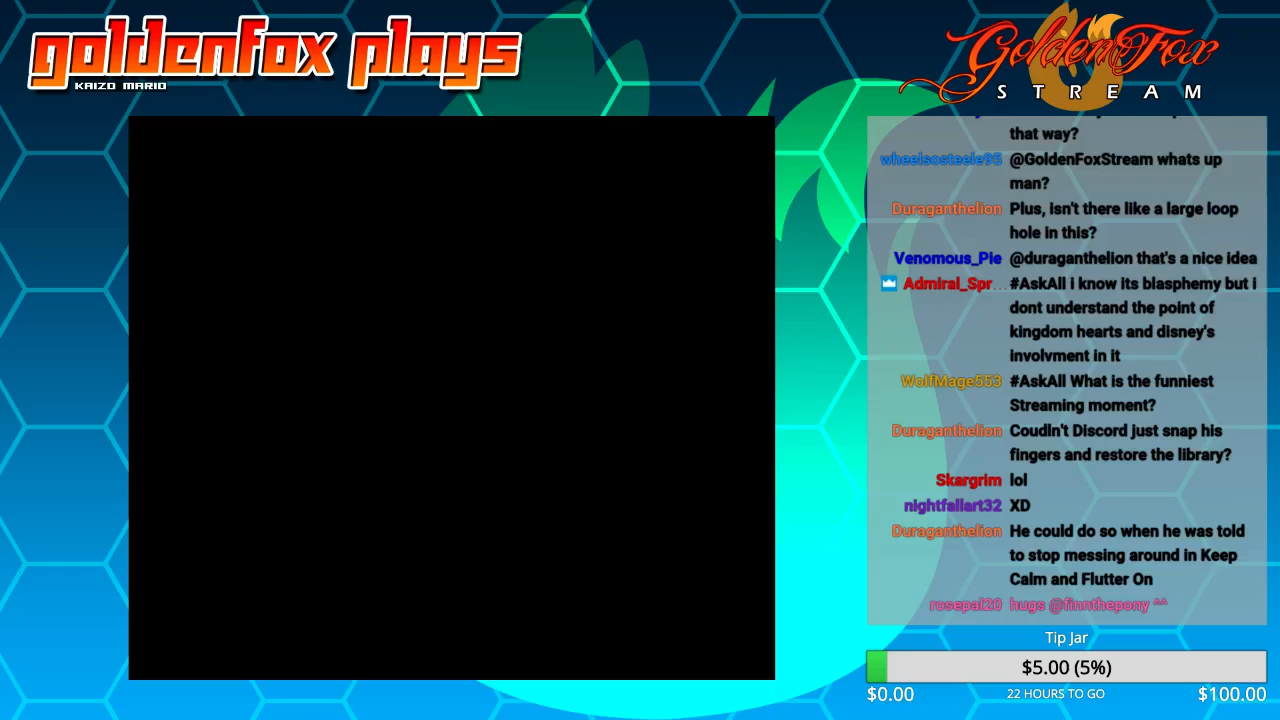 goldenfox plays
KAIZO MARIO
GoldenFox
STREAM
that way?
wheelsosteele95 @GoldenFoxStream whats up
man?
Duraganthelion Plus, isn't there like a large loop
hole in this?
Venomous_Pie @duraganthelion that's a nice idea
Admiral_Spr... #AskAll i know its blasphemy but i
dont understand the point of
kingdom hearts and disney's
involvment in it
WolfMage553 #AskAll What is the funniest
Streaming moment?
Duraganthelion Coudln't Discord just snap his
fingers and restore the library?
Skargrim lol
nightfallart32 XD
Duraganthelion He could do so when he was told
to stop messing around in Keep
Calm and Flutter On
rosepal20 hugs @finnthepony ^^
Tip Jar
$5.00 (5%)
$0.00 22 HOURS TO GO $100.00